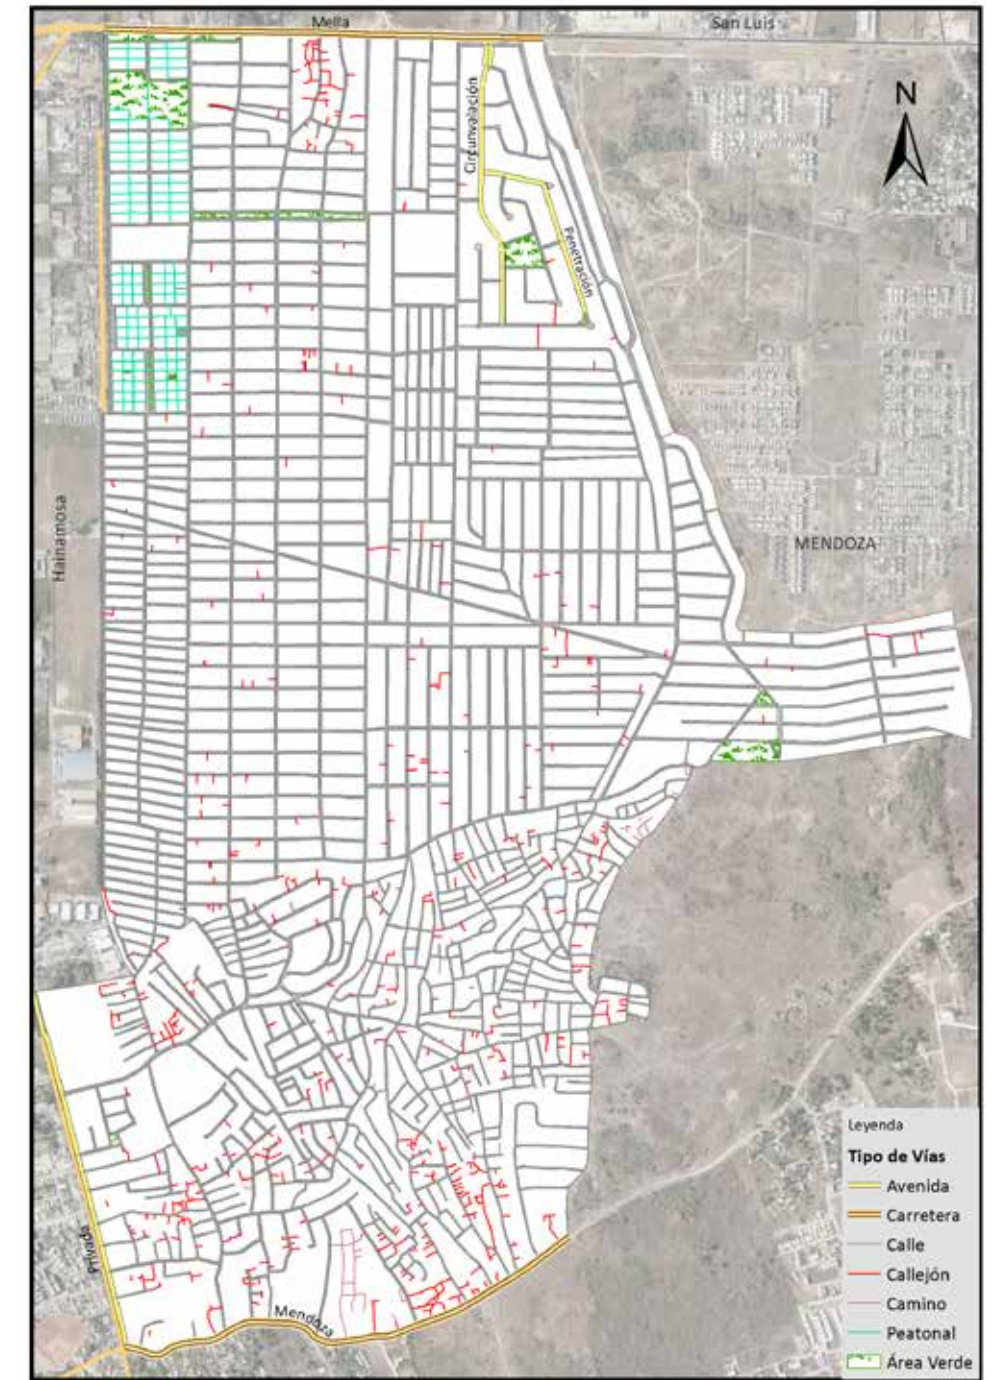 Mella
San Luis
N
Circunvalación
Penetración
Hainamosa
MENDOZA
Privada
Mendoza
Leyenda
Tipo de Vías
Avenida
Carretera
Calle
Callejón
Camino
Peatonal
Área Verde